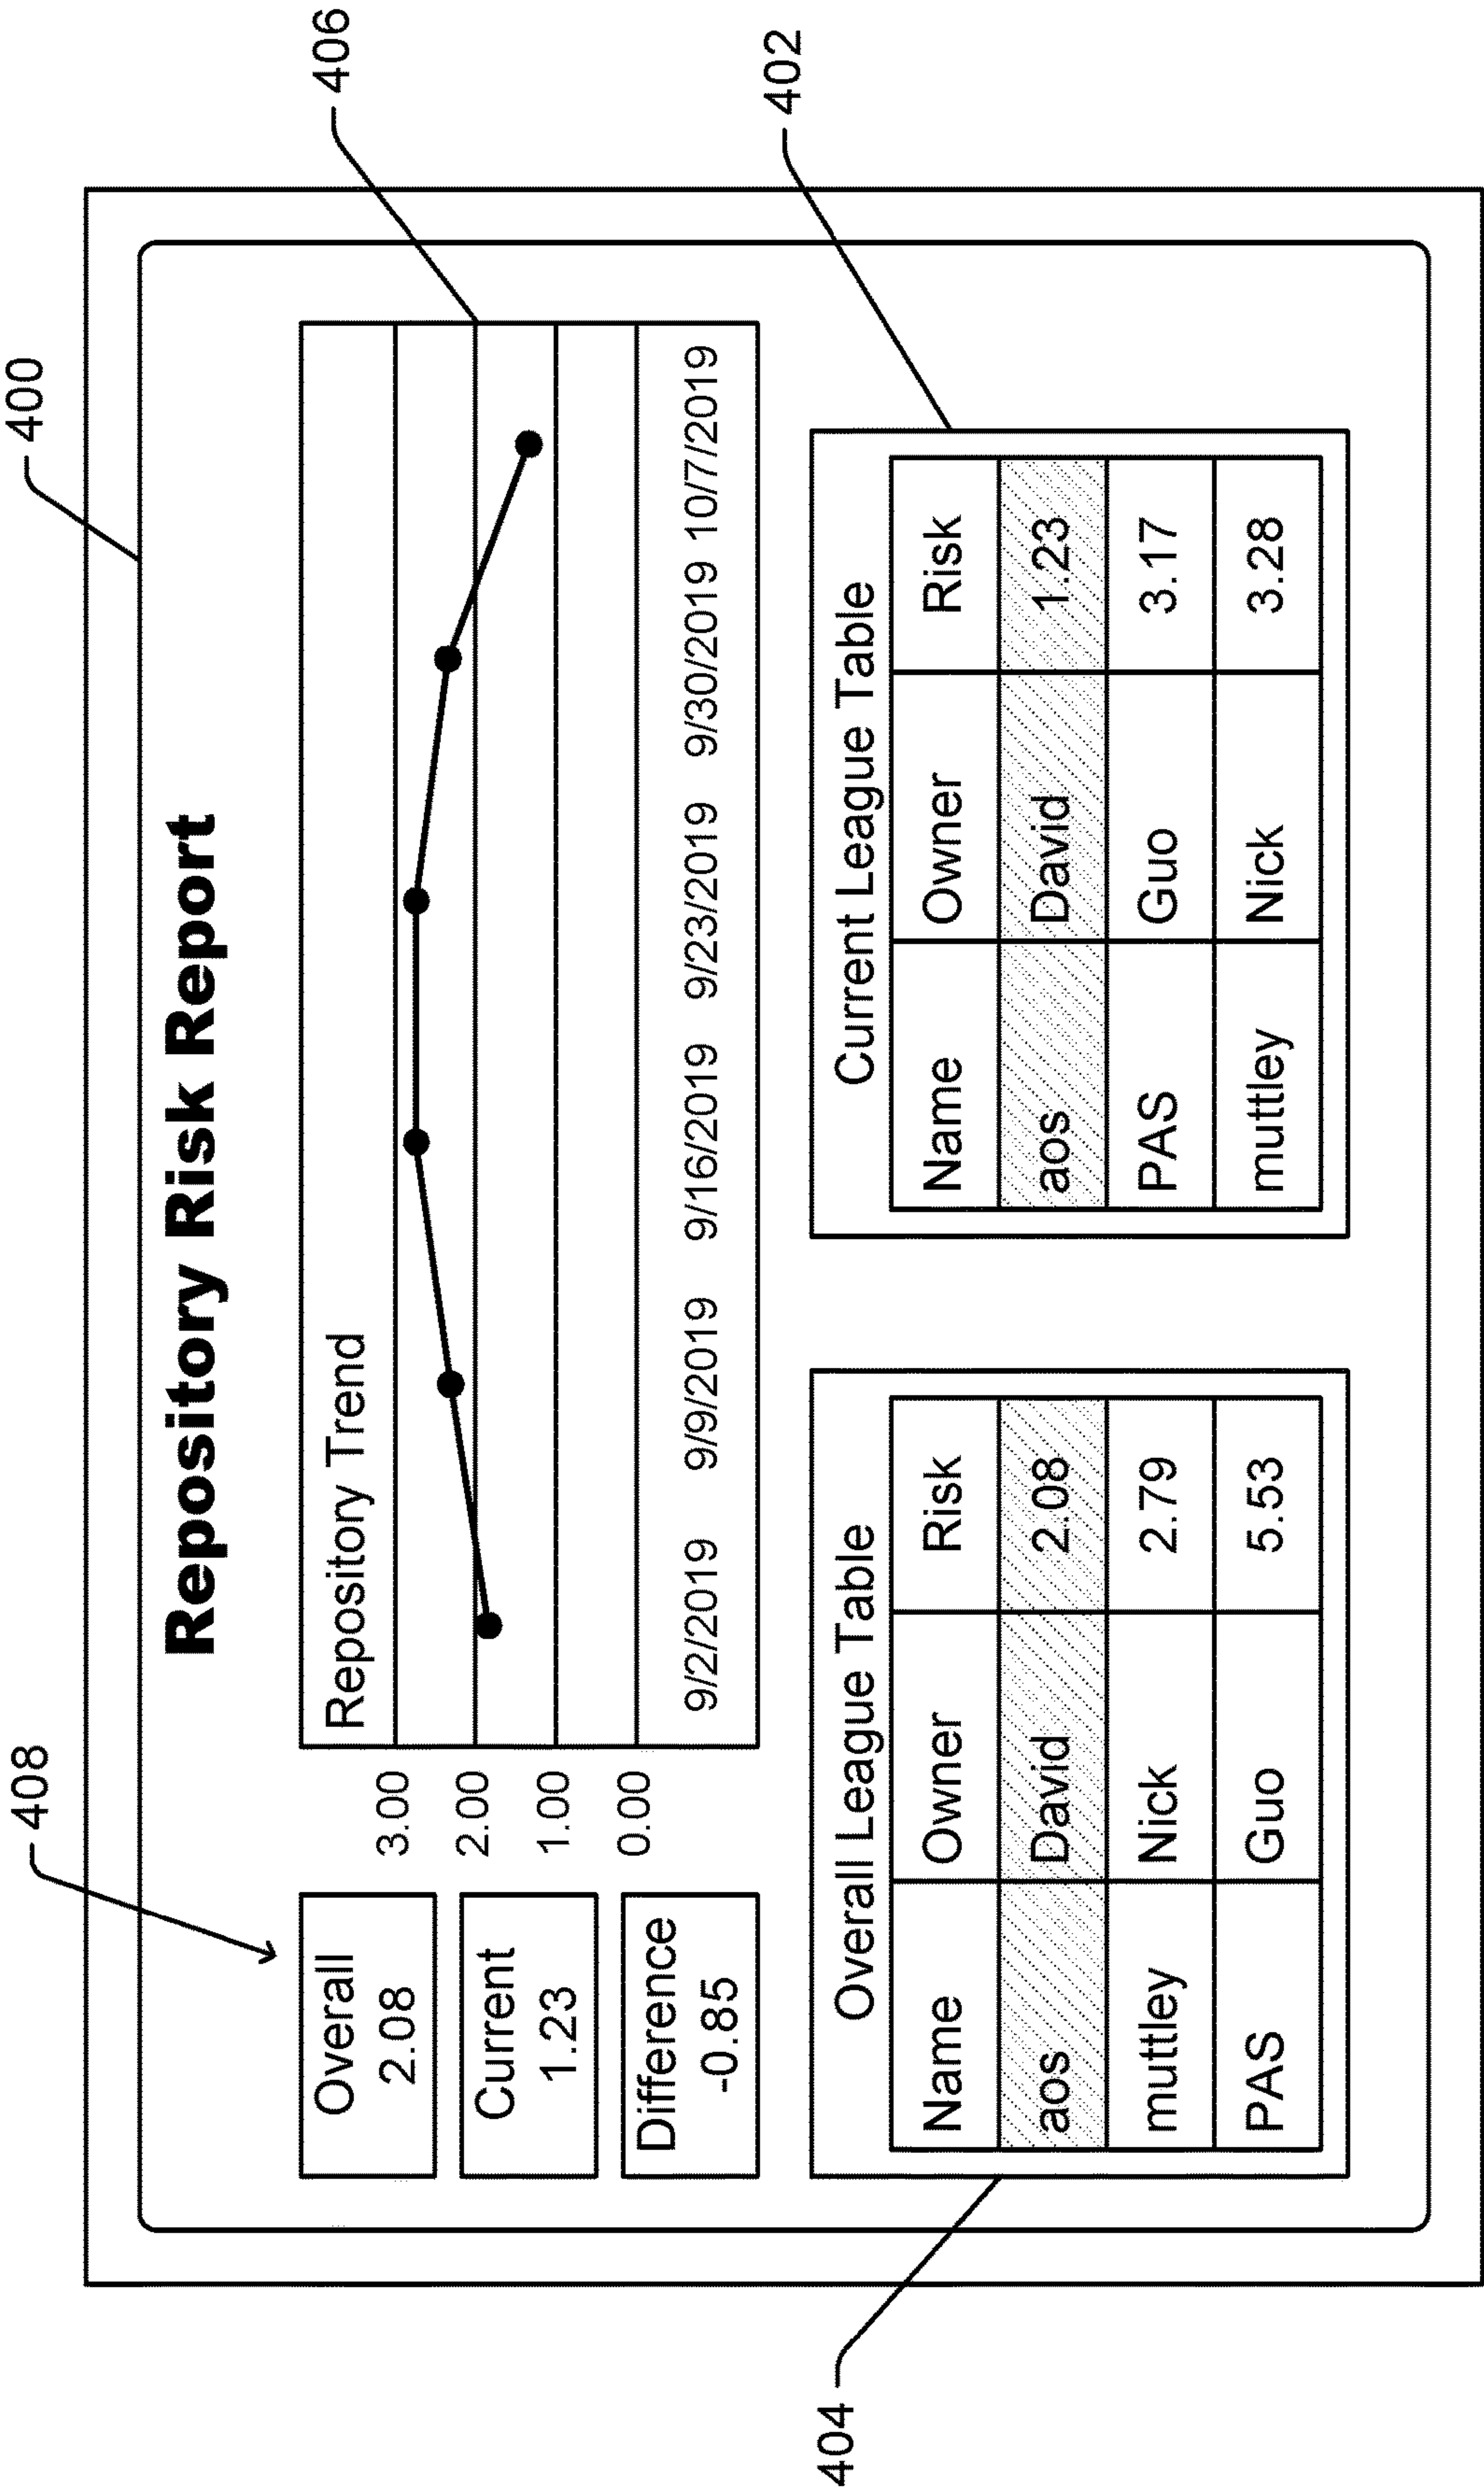 400
408
Repository Risk Report
406
Overall
2.08
Current
1.23
Difference
-0.85
Repository Trend
3.00
2.00
1.00
0.00
9/2/2019 9/9/2019 9/16/2019 9/23/2019 9/30/2019 10/7/2019
402
404
Overall League Table
Name Owner Risk
aos David 2.08
muttley Nick 2.79
PAS Guo 5.53
Current League Table
Name Owner Risk
aos David 1.23
PAS Guo 3.17
muttley Nick 3.28